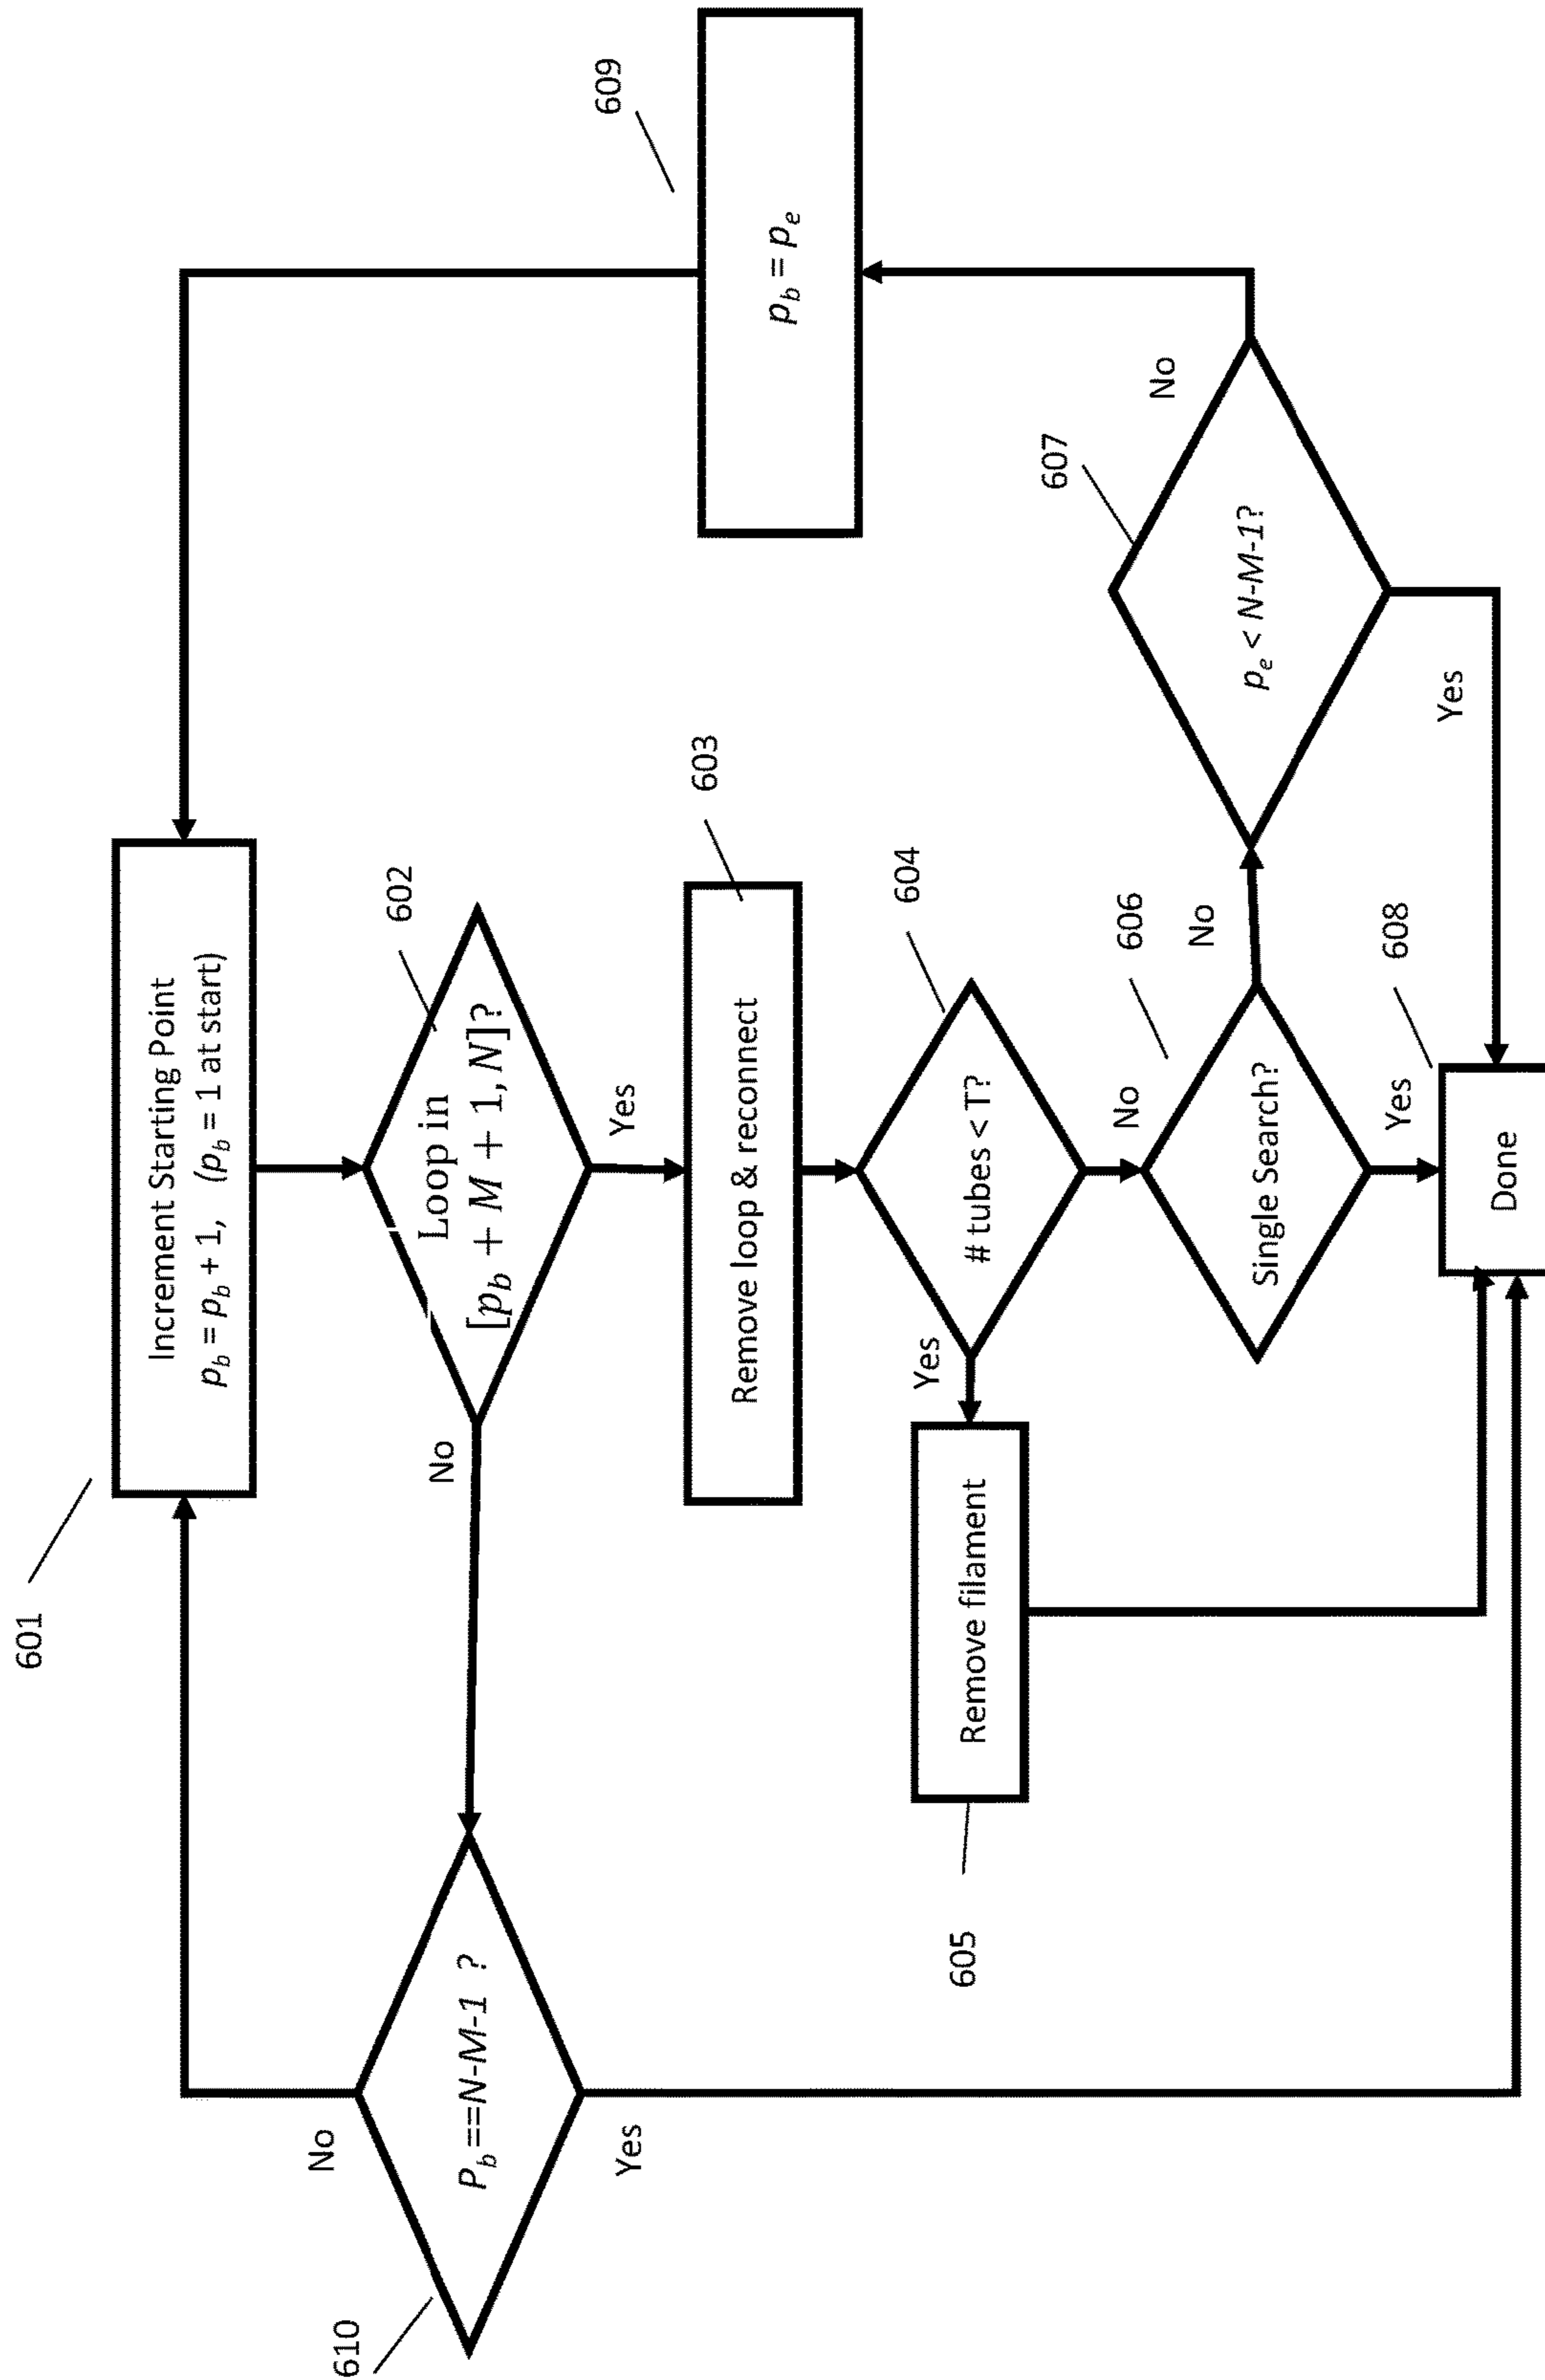 601
Increment Starting Point
p_b = p_b + 1, (p_b = 1 at start)
602
Loop in
[p_b + M + 1, N]?
No
Yes
610
P_b ==N-M-1 ?
No
Yes
603
Remove loop & reconnect
604
# tubes < T?
Yes
No
605
Remove filament
606
Single Search?
No
Yes
607
p_e < N-M-1?
No
Yes
609
p_b = p_e
608
Done